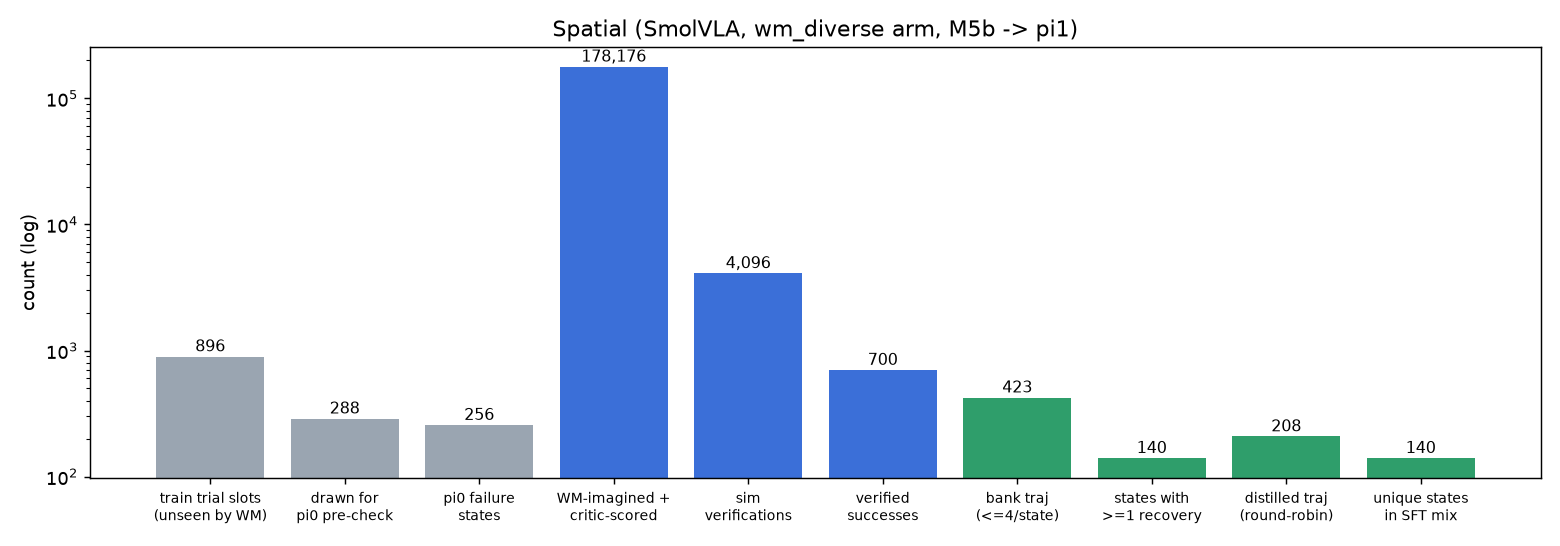 Spatial (SmolVLA, wm_diverse arm, M5b -> pi1)
count (log)
10^5
10^4
10^3
10^2
896
288
256
178,176
4,096
700
423
140
208
140
train trial slots
(unseen by WM)
drawn for
pi0 pre-check
pi0 failure
states
WM-imagined +
critic-scored
sim
verifications
verified
successes
bank traj
(<=4/state)
states with
>=1 recovery
distilled traj
(round-robin)
unique states
in SFT mix